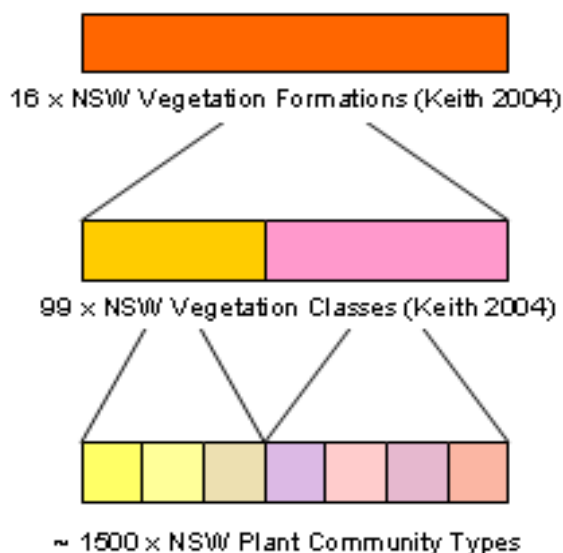 16 x NSW Vegetation Formations (Keith 2004)
99 x NSW Vegetation Classes (Keith 2004)
~ 1500 x NSW Plant Community Types